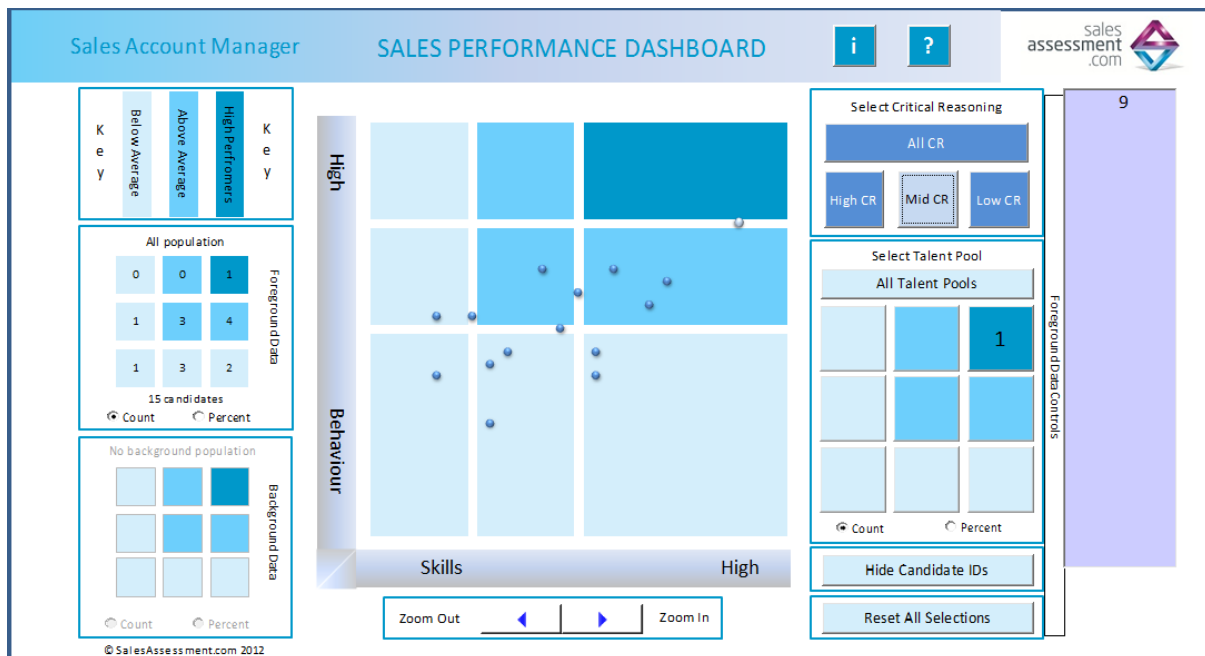 Sales Account Manager
SALES PERFORMANCE DASHBOARD
i
?
sales
assessment
.com
Key
Below Average
Above Average
High Perfromers
Key
All population
0 0 1
1 3 4
1 3 2
Foreground Data
15 candidates
Count Percent
No background population
Background Data
Count Percent
© SalesAssessment.com 2012
High
Behaviour
Skills High
Zoom Out Zoom In
Select Critical Reasoning
All CR
High CR Mid CR Low CR
Select Talent Pool
All Talent Pools
1
Count Percent
Hide Candidate IDs
Reset All Selections
Foreground Data Controls
9